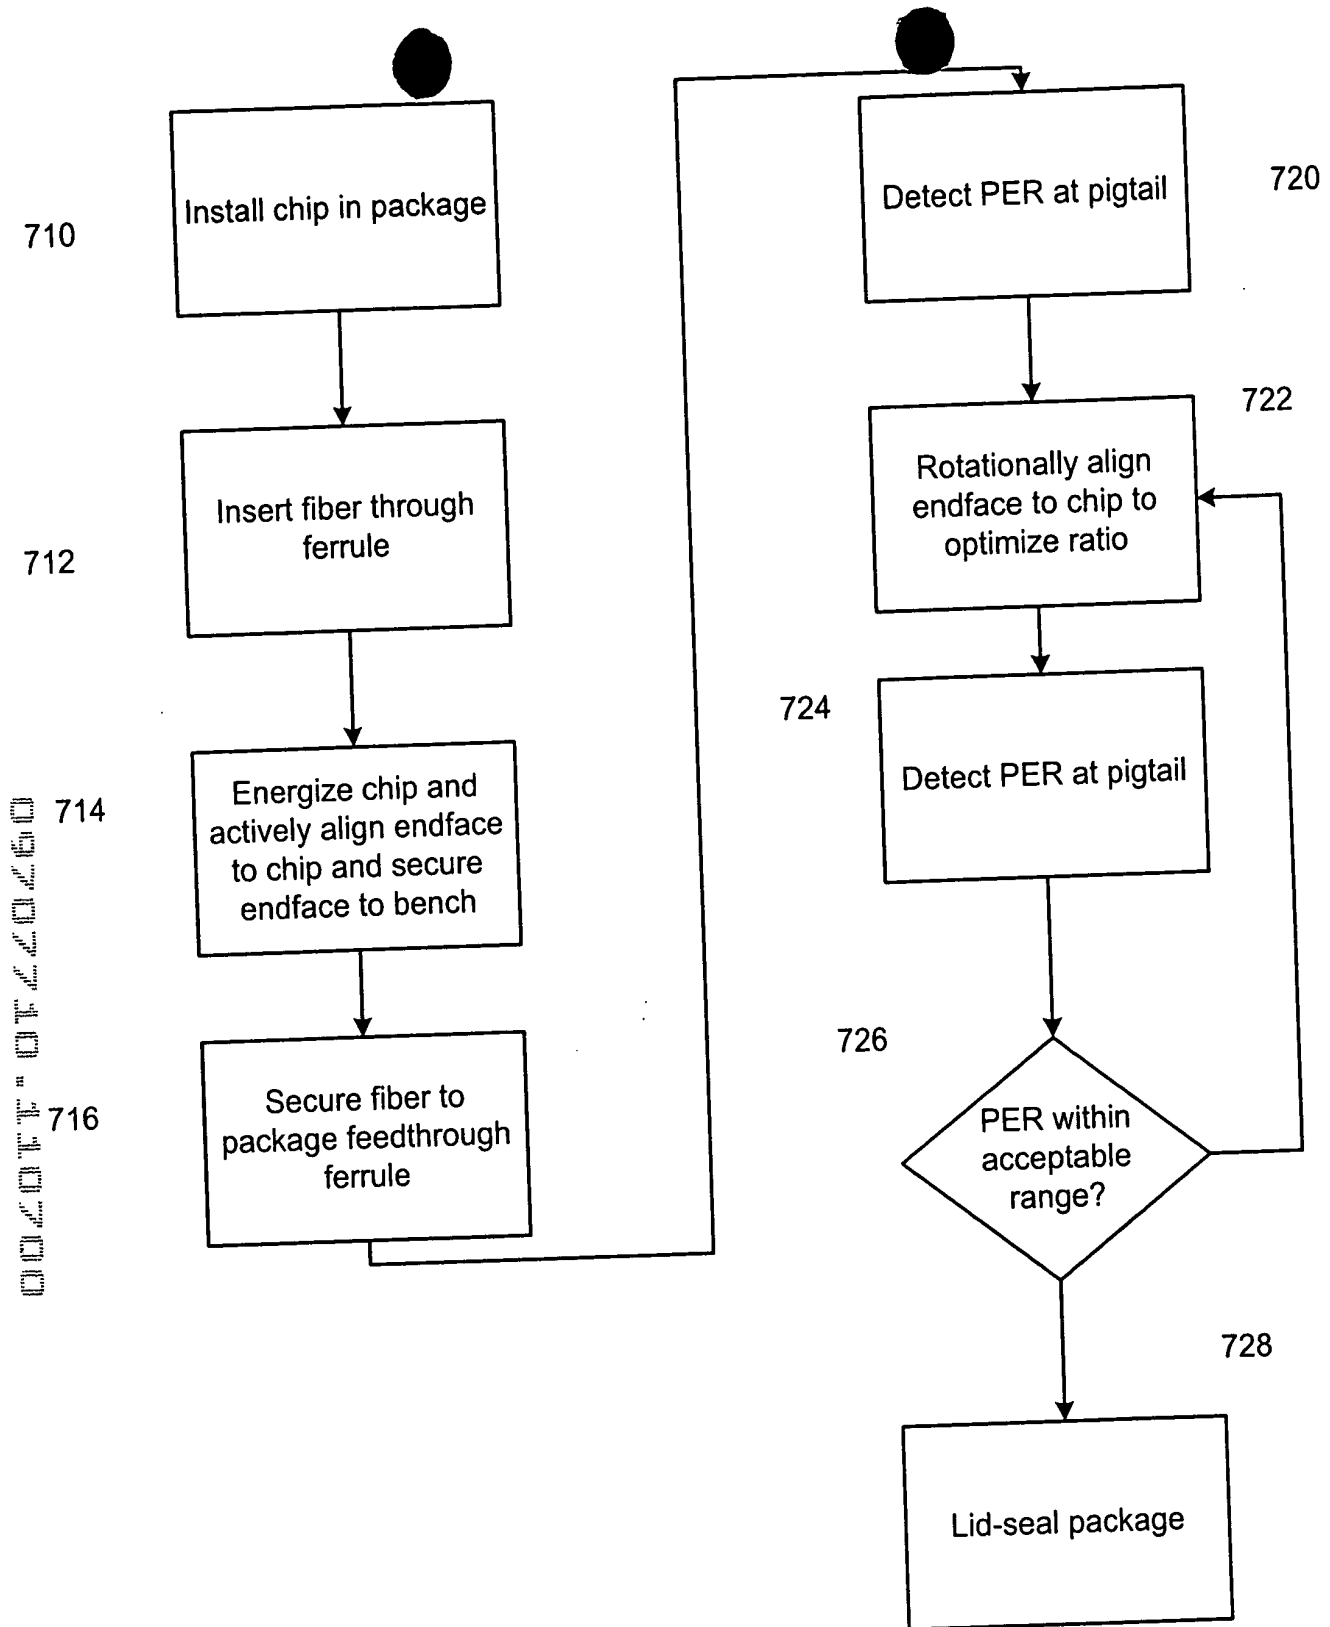 710
Install chip in package
712
Insert fiber through
ferrule
714
Energize chip and
actively align endface
to chip and secure
endface to bench
716
Secure fiber to
package feedthrough
ferrule
720
Detect PER at pigtail
722
Rotationally align
endface to chip to
optimize ratio
724
Detect PER at pigtail
726
PER within
acceptable
range?
728
Lid-seal package
09707710.110700